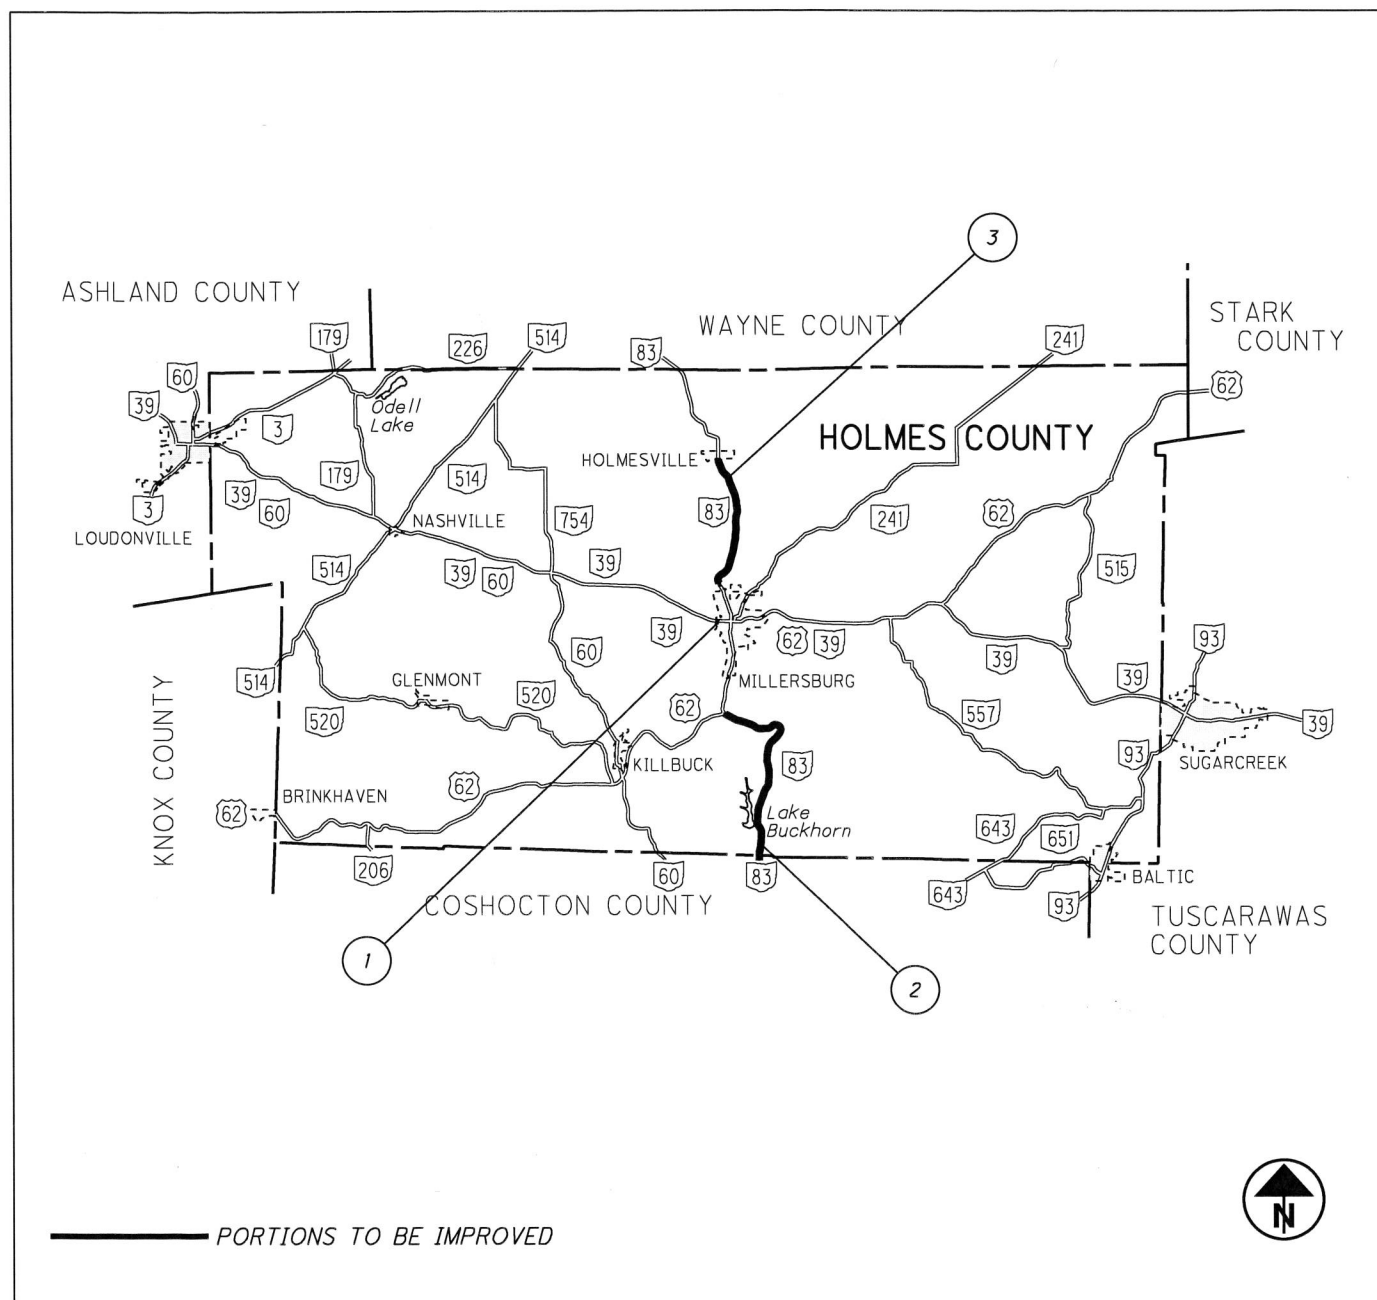 3
ASHLAND COUNTY
WAYNE COUNTY
STARK
COUNTY
179
226
514
83
241
60
62
39
3
Odell
Lake
HOLMES COUNTY
HOLMESVILLE
179
514
39
60
3
NASHVILLE
754
83
241
62
LOUDONVILLE
514
39
60
39
515
39
62
39
93
60
39
514
GLENMONT
MILLERSBURG
39
520
520
62
557
39
KNOX COUNTY
KILLBUCK
83
93
SUGARCREEK
62
BRINKHAVEN
62
Lake
Buckhorn
643
651
206
60
83
643
93
BALTIC
COSHOCTON COUNTY
TUSCARAWAS
COUNTY
1
2
N
PORTIONS TO BE IMPROVED